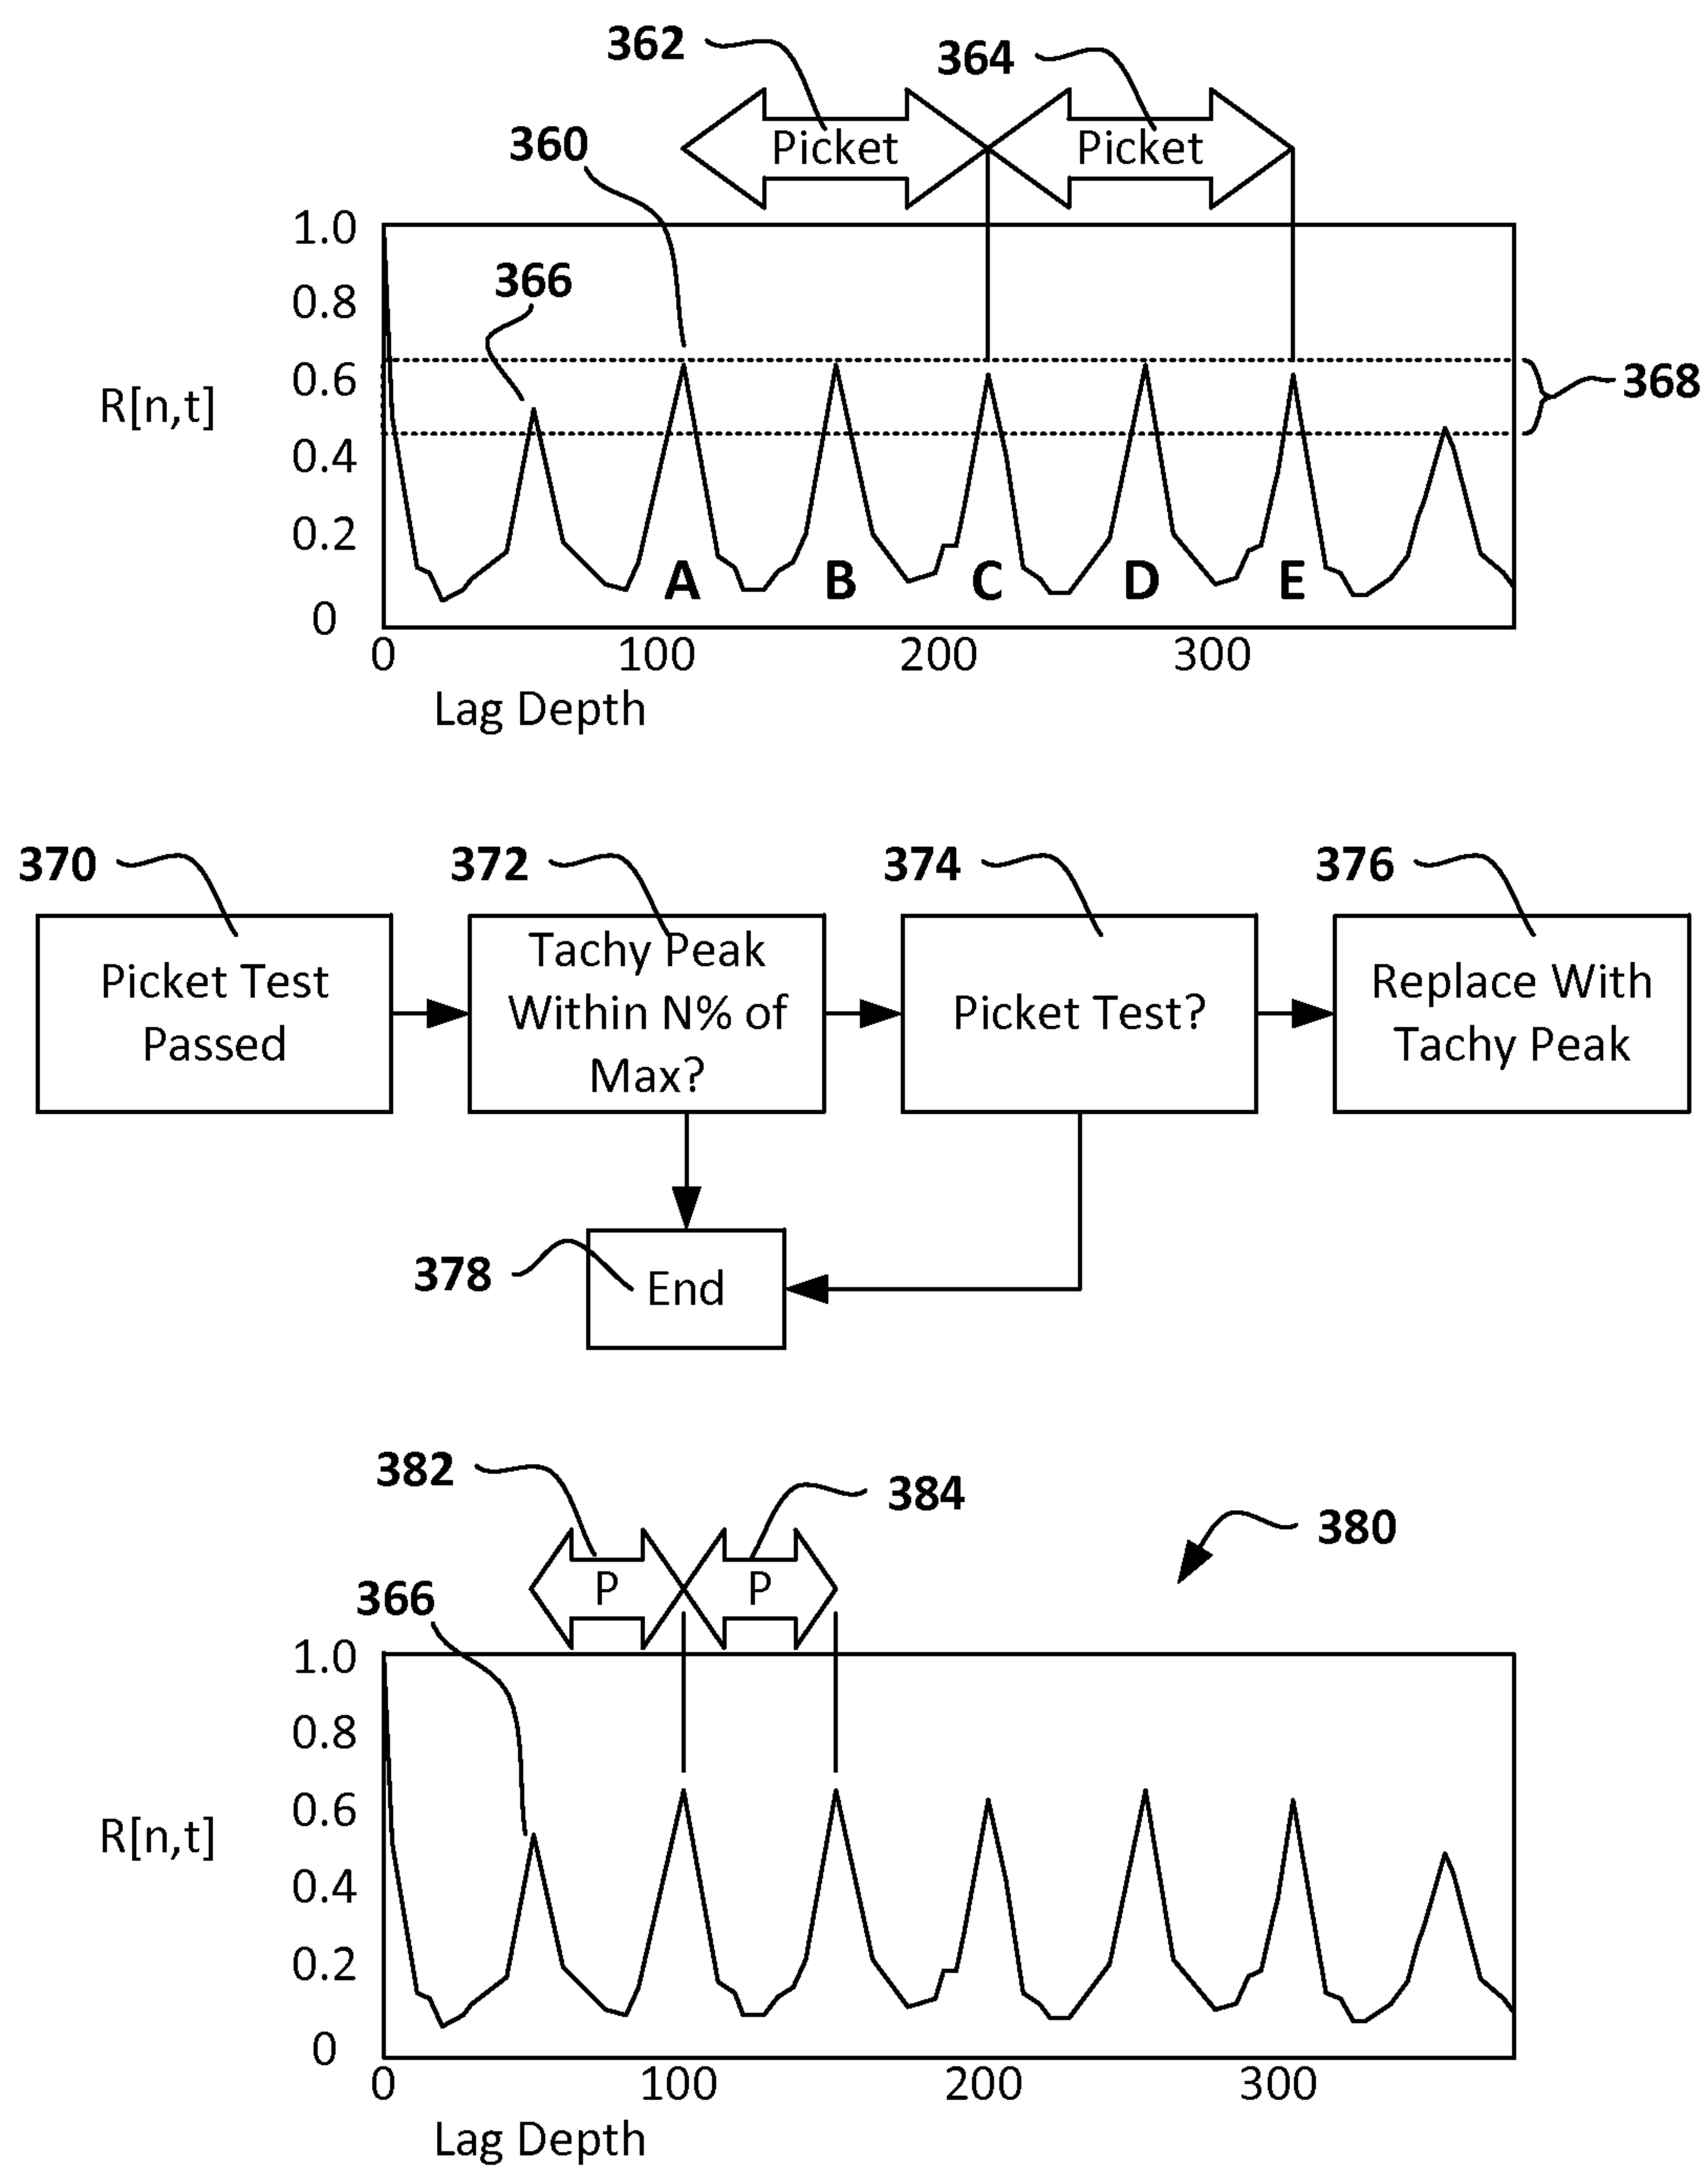 362
364
Picket
Picket
360
366
1.0
0.8
0.6
0.4
0.2
0
R[n,t]
368
A B C D E
0 100 200 300
Lag Depth
370
372
374
376
Picket Test
Passed
Tachy Peak
Within N% of
Max?
Picket Test?
Replace With
Tachy Peak
378
End
382
384
380
P
P
366
1.0
0.8
0.6
0.4
0.2
0
R[n,t]
0 100 200 300
Lag Depth